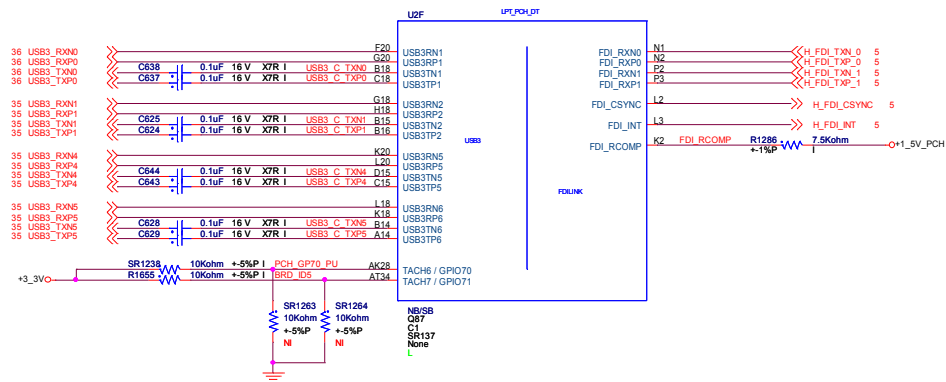 U2F LPT_PCH_DT
36 USB3_RXN0 F20 USB3RN1 FDI_RXN0 N1 H_FDI_TXN_0 5
36 USB3_RXP0 G20 USB3RP1 FDI_RXP0 N2 H_FDI_TXP_0 5
36 USB3_TXN0 C638 0.1uF 16 V X7R I USB3_C_TXN0 B18 USB3TN1 FDI_RXN1 P2 H_FDI_TXN_1 5
36 USB3_TXP0 C637 0.1uF 16 V X7R I USB3_C_TXP0 C18 USB3TP1 FDI_RXP1 P3 H_FDI_TXP_1 5
35 USB3_RXN1 G18 USB3RN2 FDI_CSYNC L2 H_FDI_CSYNC 5
35 USB3_RXP1 H18 USB3RP2
35 USB3_TXN1 C625 0.1uF 16 V X7R I USB3_C_TXN1 B15 USB3TN2 FDI_INT L3 H_FDI_INT 5
35 USB3_TXP1 C624 0.1uF 16 V X7R I USB3_C_TXP1 B16 USB3TP2
USB3 FDI_RCOMP K2 FDI_RCOMP R1286 7.5Kohm +1_5V_PCH
+-1%P I
35 USB3_RXN4 K20 USB3RN5
35 USB3_RXP4 L20 USB3RP5
35 USB3_TXN4 C644 0.1uF 16 V X7R I USB3_C_TXN4 D15 USB3TN5
35 USB3_TXP4 C643 0.1uF 16 V X7R I USB3_C_TXP4 C15 USB3TP5
FDILINK
35 USB3_RXN5 L18 USB3RN6
35 USB3_RXP5 K18 USB3RP6
35 USB3_TXN5 C628 0.1uF 16 V X7R I USB3_C_TXN5 B14 USB3TN6
35 USB3_TXP5 C629 0.1uF 16 V X7R I USB3_C_TXP5 A14 USB3TP6
SR1238 10Kohm +-5%P I PCH_GP70_PU AK28 TACH6 / GPIO70
+3_3V R1655 10Kohm +-5%P I BRD_ID5 AT34 TACH7 / GPIO71
SR1263 SR1264
10Kohm 10Kohm
+-5%P +-5%P
NI NI
NB/SB
Q87
C1
SR137
None
L